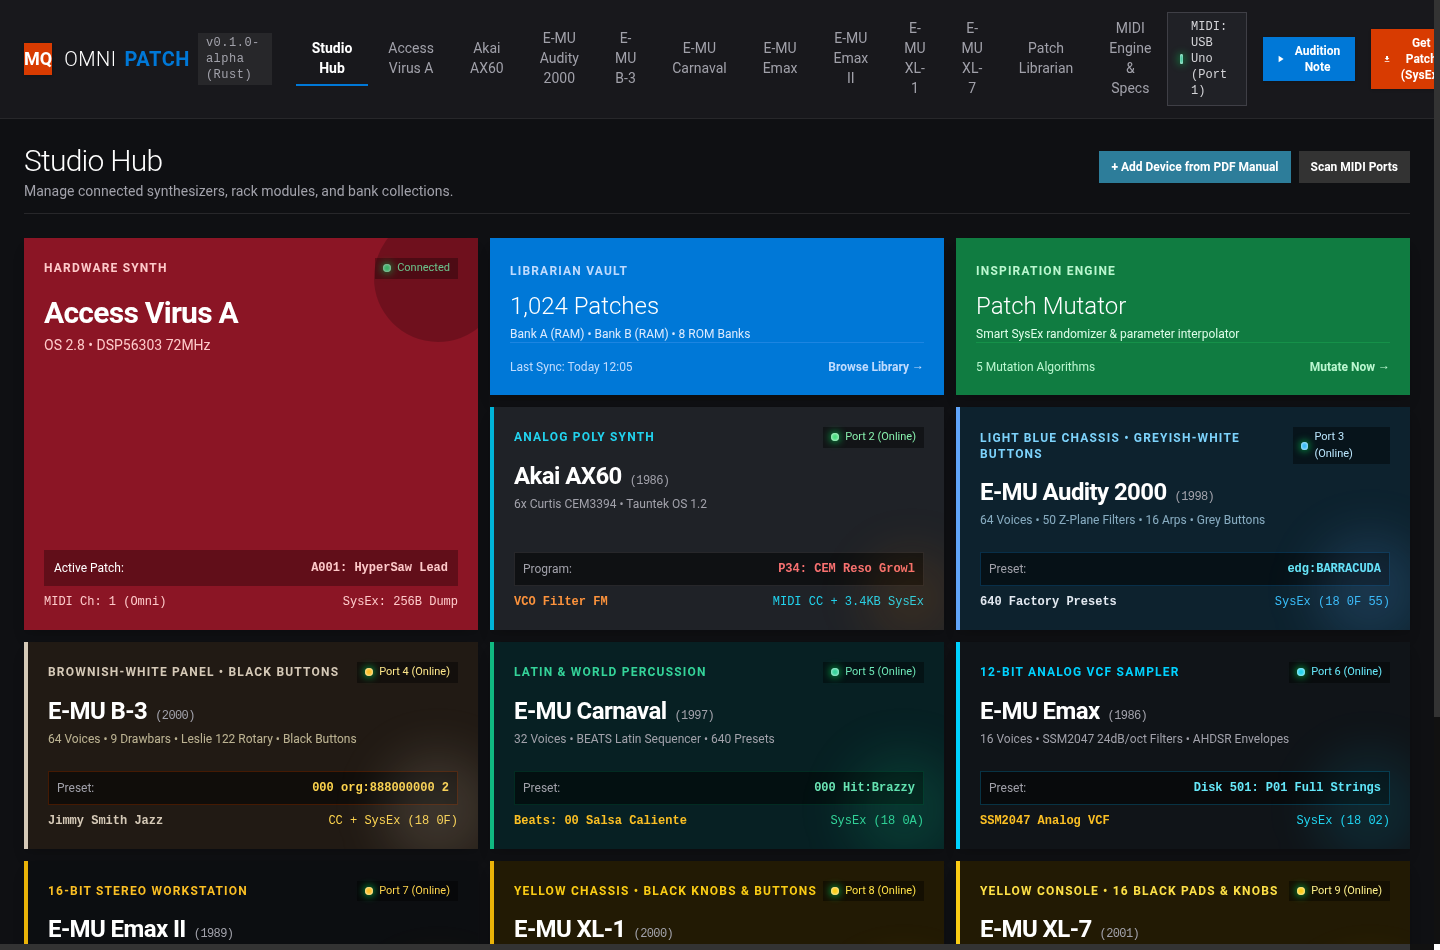 MQ OMNI PATCH
v0.1.0-
alpha
(Rust)
Studio
Hub
Access
Virus A
Akai
AX60
E-MU
Audity
2000
E-
MU
B-3
E-MU
Carnaval
E-MU
Emax
E-MU
Emax
II
E-
MU
XL-
1
E-
MU
XL-
7
Patch
Librarian
MIDI
Engine
&
Specs
MIDI:
USB
Uno
(Port
1)
Audition
Note
Get
Patch
(SysEx
Studio Hub
Manage connected synthesizers, rack modules, and bank collections.
+ Add Device from PDF Manual
Scan MIDI Ports
HARDWARE SYNTH
Connected
Access Virus A
OS 2.8 • DSP56303 72MHz
Active Patch:
A001: HyperSaw Lead
MIDI Ch: 1 (Omni)
SysEx: 256B Dump
LIBRARIAN VAULT
1,024 Patches
Bank A (RAM) • Bank B (RAM) • 8 ROM Banks
Last Sync: Today 12:05
Browse Library →
INSPIRATION ENGINE
Patch Mutator
Smart SysEx randomizer & parameter interpolator
5 Mutation Algorithms
Mutate Now →
ANALOG POLY SYNTH
Port 2 (Online)
Akai AX60 (1986)
6x Curtis CEM3394 • Tauntek OS 1.2
Program:
P34: CEM Reso Growl
VCO Filter FM
MIDI CC + 3.4KB SysEx
LIGHT BLUE CHASSIS • GREYISH-WHITE
BUTTONS
Port 3
(Online)
E-MU Audity 2000 (1998)
64 Voices • 50 Z-Plane Filters • 16 Arps • Grey Buttons
Preset:
edg:BARRACUDA
640 Factory Presets
SysEx (18 0F 55)
BROWNISH-WHITE PANEL • BLACK BUTTONS
Port 4 (Online)
E-MU B-3 (2000)
64 Voices • 9 Drawbars • Leslie 122 Rotary • Black Buttons
Preset:
000 org:888000000 2
Jimmy Smith Jazz
CC + SysEx (18 0F)
LATIN & WORLD PERCUSSION
Port 5 (Online)
E-MU Carnaval (1997)
32 Voices • BEATS Latin Sequencer • 640 Presets
Preset:
000 Hit:Brazzy
Beats: 00 Salsa Caliente
SysEx (18 0A)
12-BIT ANALOG VCF SAMPLER
Port 6 (Online)
E-MU Emax (1986)
16 Voices • SSM2047 24dB/oct Filters • AHDSR Envelopes
Preset:
Disk 501: P01 Full Strings
SSM2047 Analog VCF
SysEx (18 02)
16-BIT STEREO WORKSTATION
Port 7 (Online)
E-MU Emax II (1989)
YELLOW CHASSIS • BLACK KNOBS & BUTTONS
Port 8 (Online)
E-MU XL-1 (2000)
YELLOW CONSOLE • 16 BLACK PADS & KNOBS
Port 9 (Online)
E-MU XL-7 (2001)